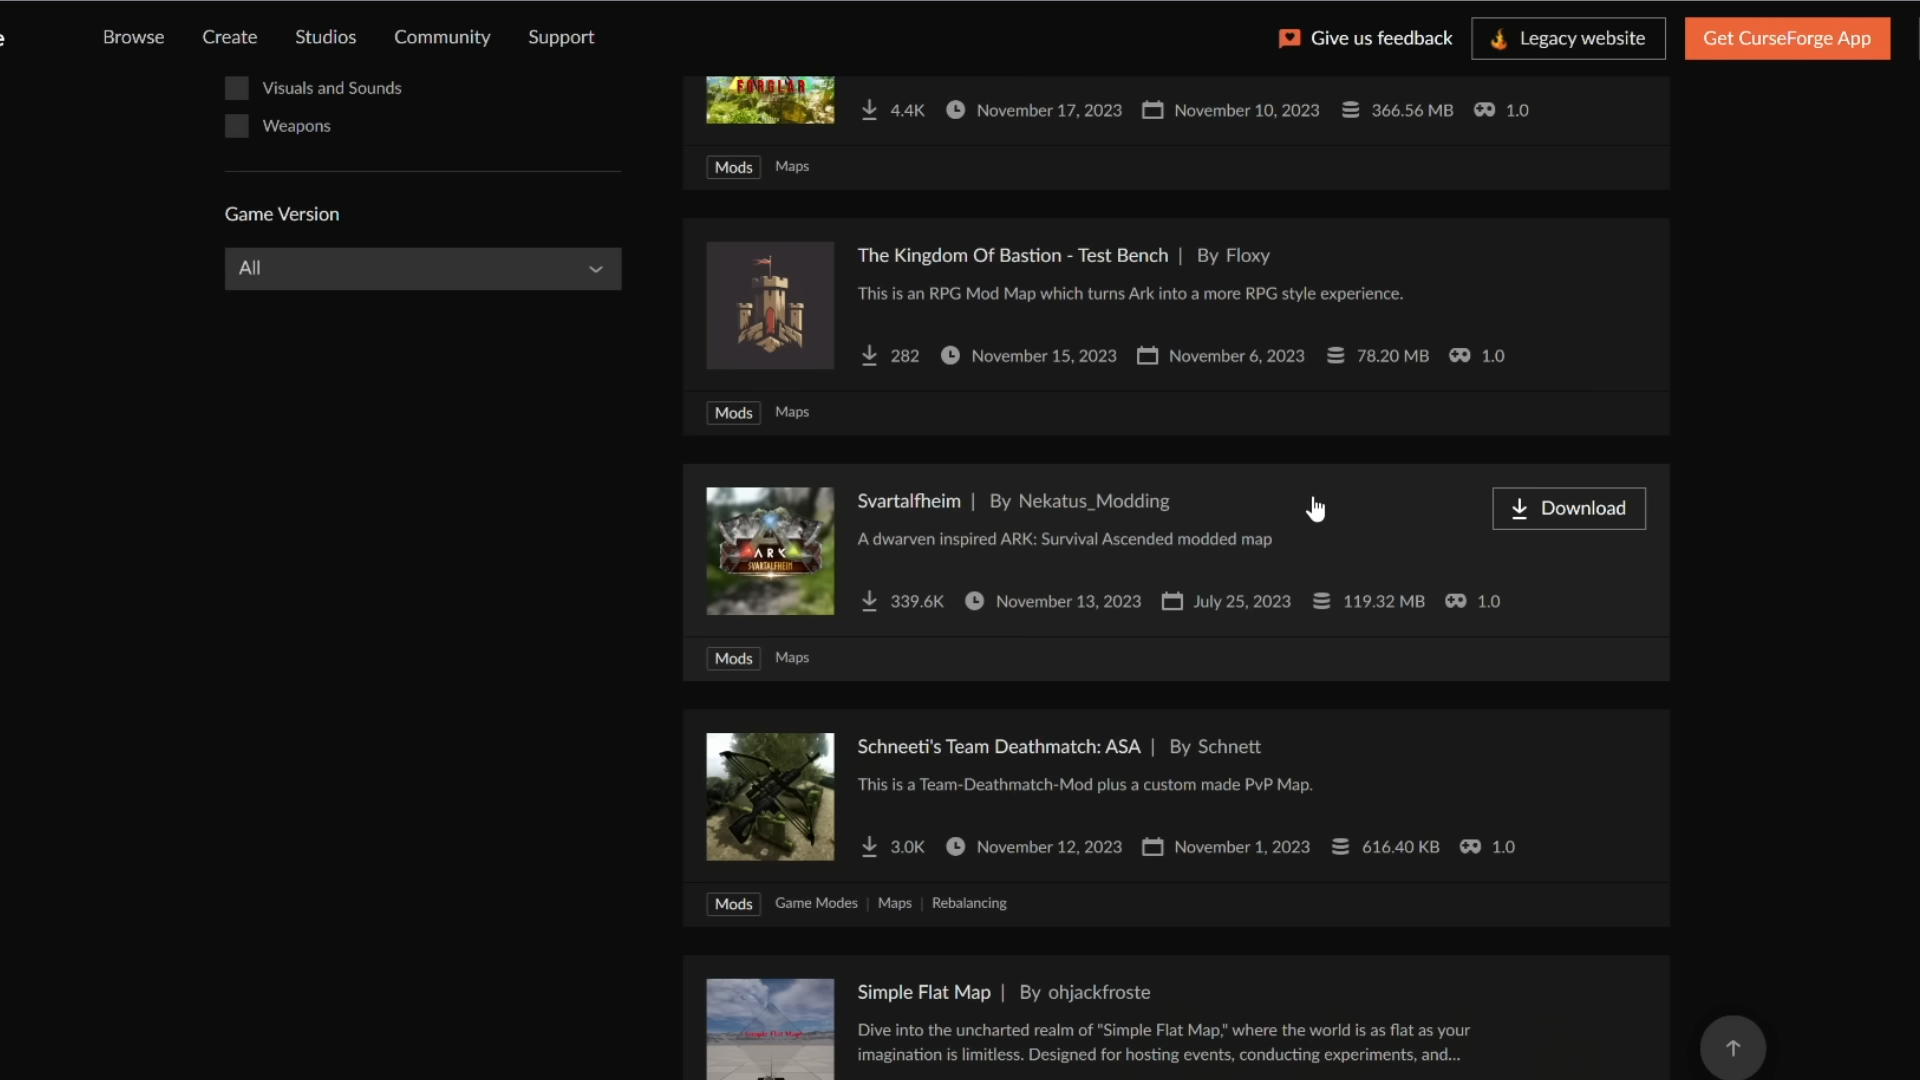 e
Browse
Create
Studios
Community
Support
Give us feedback
Legacy website
Get CurseForge App
Visuals and Sounds
Weapons
Game Version
All
FORGLAR
4.4K November 17, 2023 November 10, 2023 366.56 MB 1.0
Mods Maps
The Kingdom Of Bastion - Test Bench | By Floxy
This is an RPG Mod Map which turns Ark into a more RPG style experience.
282 November 15, 2023 November 6, 2023 78.20 MB 1.0
Mods Maps
Svartalfheim | By Nekatus_Modding
Download
A dwarven inspired ARK: Survival Ascended modded map
ARK
SVARTALFHEIM
339.6K November 13, 2023 July 25, 2023 119.32 MB 1.0
Mods Maps
Schneeti's Team Deathmatch: ASA | By Schnett
This is a Team-Deathmatch-Mod plus a custom made PvP Map.
3.0K November 12, 2023 November 1, 2023 616.40 KB 1.0
Mods Game Modes | Maps | Rebalancing
Simple Flat Map | By ohjackfroste
Simple Flat Map
Dive into the uncharted realm of "Simple Flat Map," where the world is as flat as your
imagination is limitless. Designed for hosting events, conducting experiments, and...